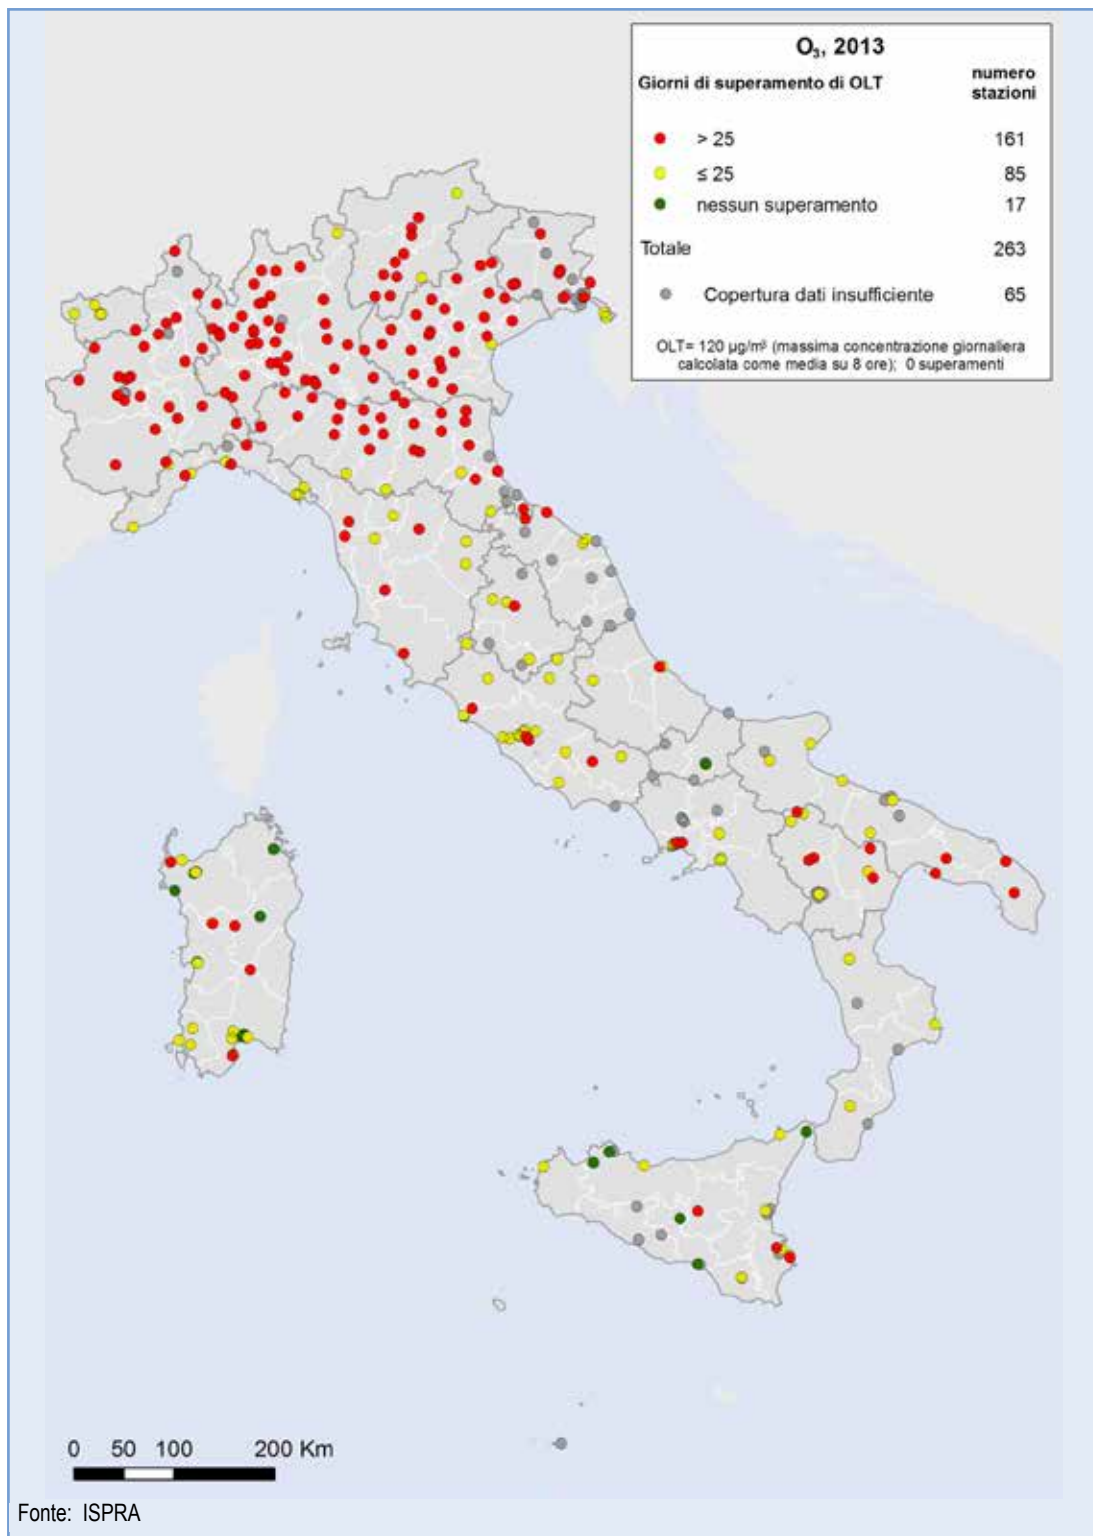 O₃, 2013
Giorni di superamento di OLT
numero
stazioni
> 25 161
≤ 25 85
nessun superamento 17
Totale 263
Copertura dati insufficiente 65
OLT= 120 µg/m³ (massima concentrazione giornaliera
calcolata come media su 8 ore); 0 superamenti
0 50 100 200 Km
Fonte: ISPRA